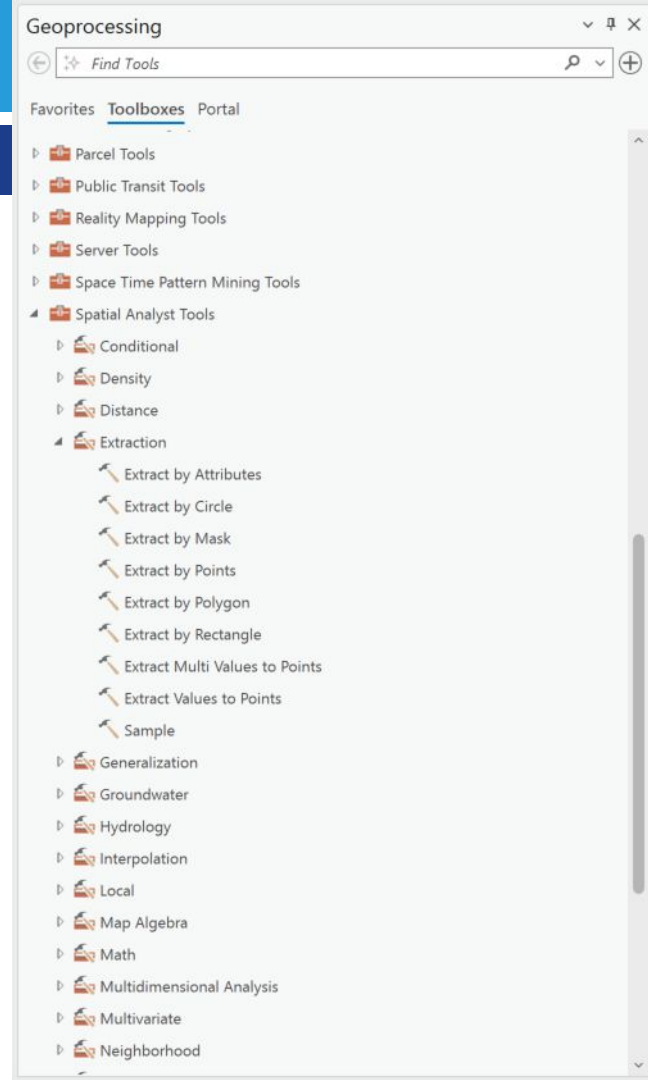 Geoprocessing
Find Tools
Favorites Toolboxes Portal
Parcel Tools
Public Transit Tools
Reality Mapping Tools
Server Tools
Space Time Pattern Mining Tools
Spatial Analyst Tools
Conditional
Density
Distance
Extraction
Extract by Attributes
Extract by Circle
Extract by Mask
Extract by Points
Extract by Polygon
Extract by Rectangle
Extract Multi Values to Points
Extract Values to Points
Sample
Generalization
Groundwater
Hydrology
Interpolation
Local
Map Algebra
Math
Multidimensional Analysis
Multivariate
Neighborhood